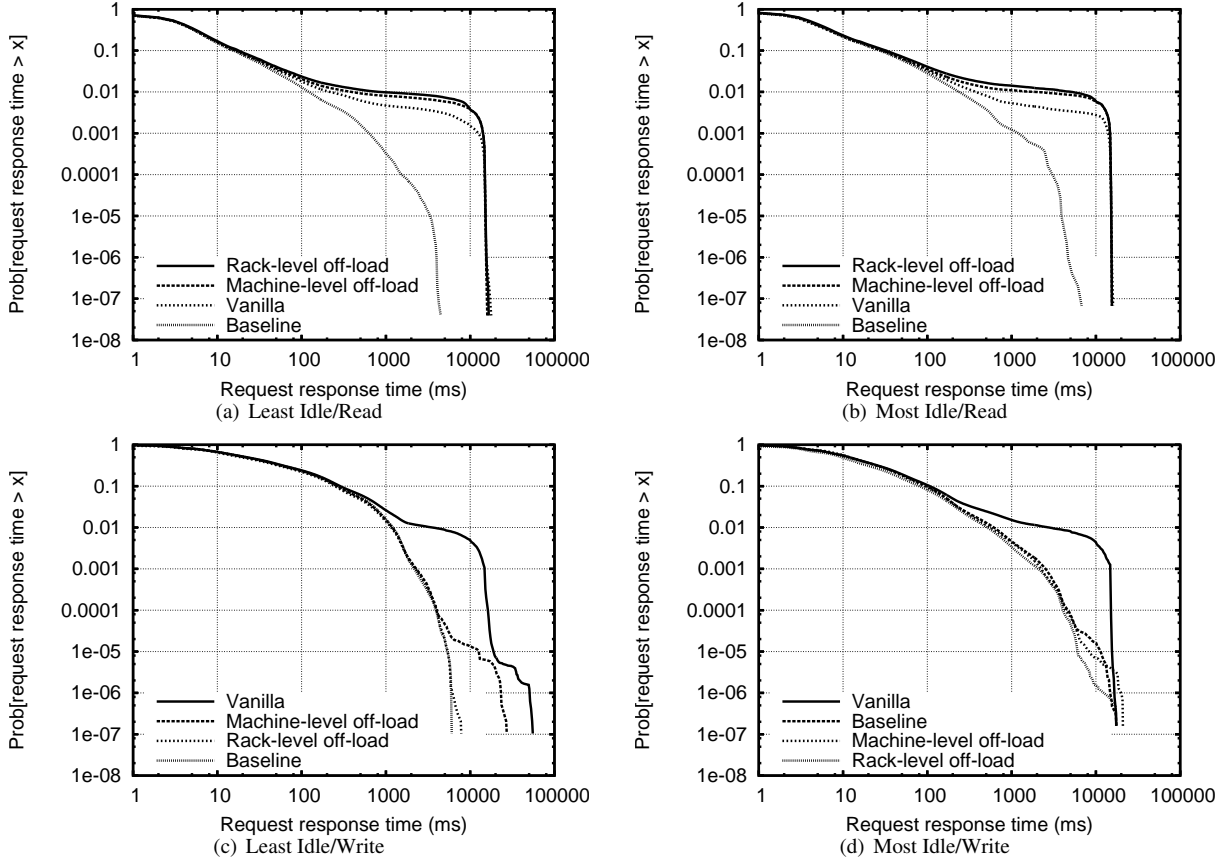 Prob[request response time > x]
1
0.1
0.01
0.001
0.0001
1e-05
1e-06
1e-07
1e-08
Rack-level off-load
Machine-level off-load
Vanilla
Baseline
1 10 100 1000 10000 100000
Request response time (ms)
(a) Least Idle/Read
Prob[request response time > x]
1
0.1
0.01
0.001
0.0001
1e-05
1e-06
1e-07
1e-08
Rack-level off-load
Machine-level off-load
Vanilla
Baseline
1 10 100 1000 10000 100000
Request response time (ms)
(b) Most Idle/Read
Prob[request response time > x]
1
0.1
0.01
0.001
0.0001
1e-05
1e-06
1e-07
1e-08
Vanilla
Machine-level off-load
Rack-level off-load
Baseline
1 10 100 1000 10000 100000
Request response time (ms)
(c) Least Idle/Write
Prob[request response time > x]
1
0.1
0.01
0.001
0.0001
1e-05
1e-06
1e-07
1e-08
Vanilla
Baseline
Machine-level off-load
Rack-level off-load
1 10 100 1000 10000 100000
Request response time (ms)
(d) Most Idle/Write